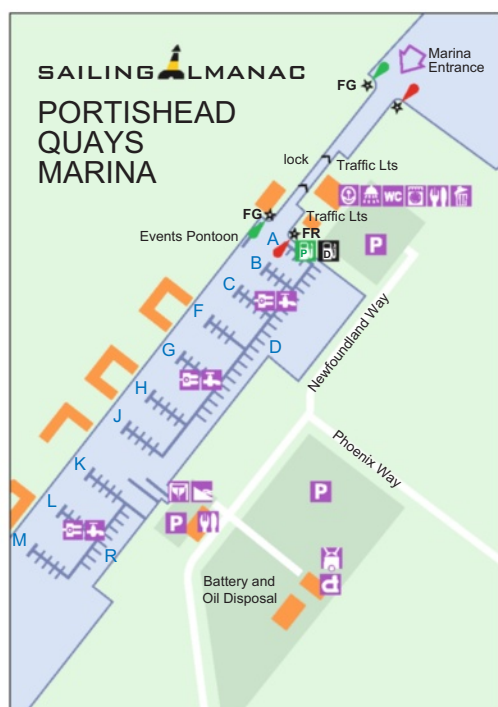 SAILING ALMANAC
PORTISHEAD
QUAYS
MARINA
Marina
Entrance
FG
lock
Traffic Lts
WC
FG
Traffic Lts
FR
Events Pontoon
A
P
D
P
B
C
F
D
G
H
J
Newfoundland Way
Phoenix Way
K
L
M
R
P
P
Battery and
Oil Disposal